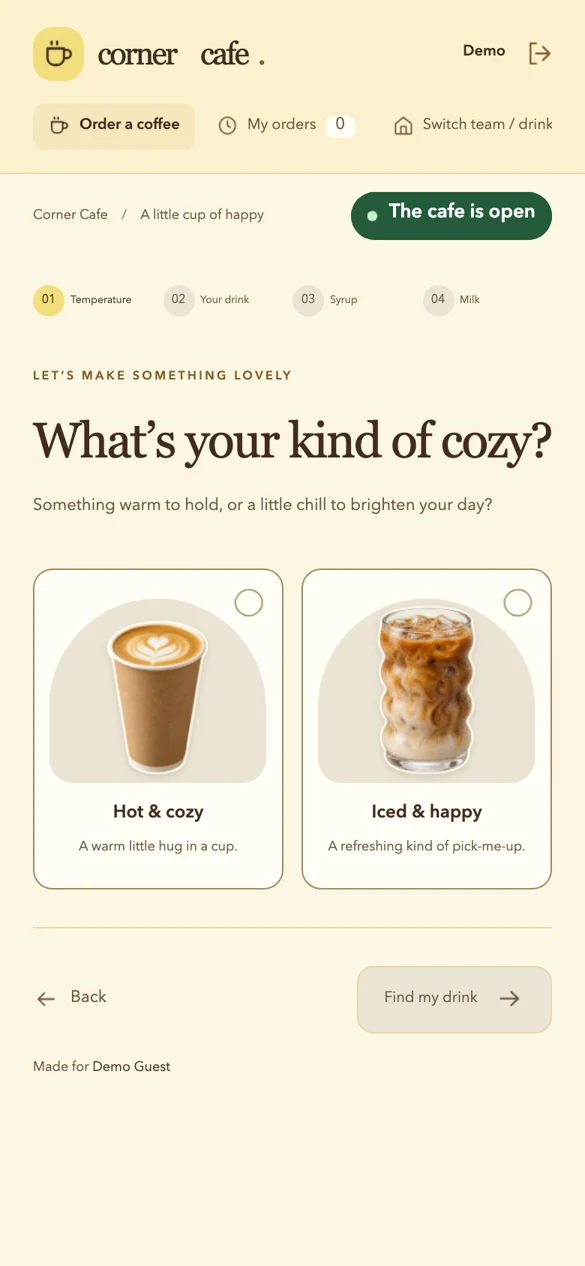 corner cafe .
Demo
Order a coffee
My orders 0
Switch team / drink
Corner Cafe / A little cup of happy
The cafe is open
01 Temperature
02 Your drink
03 Syrup
04 Milk
LET’S MAKE SOMETHING LOVELY
What’s your kind of cozy?
Something warm to hold, or a little chill to brighten your day?
Hot & cozy
A warm little hug in a cup.
Iced & happy
A refreshing kind of pick-me-up.
Back
Find my drink
Made for Demo Guest